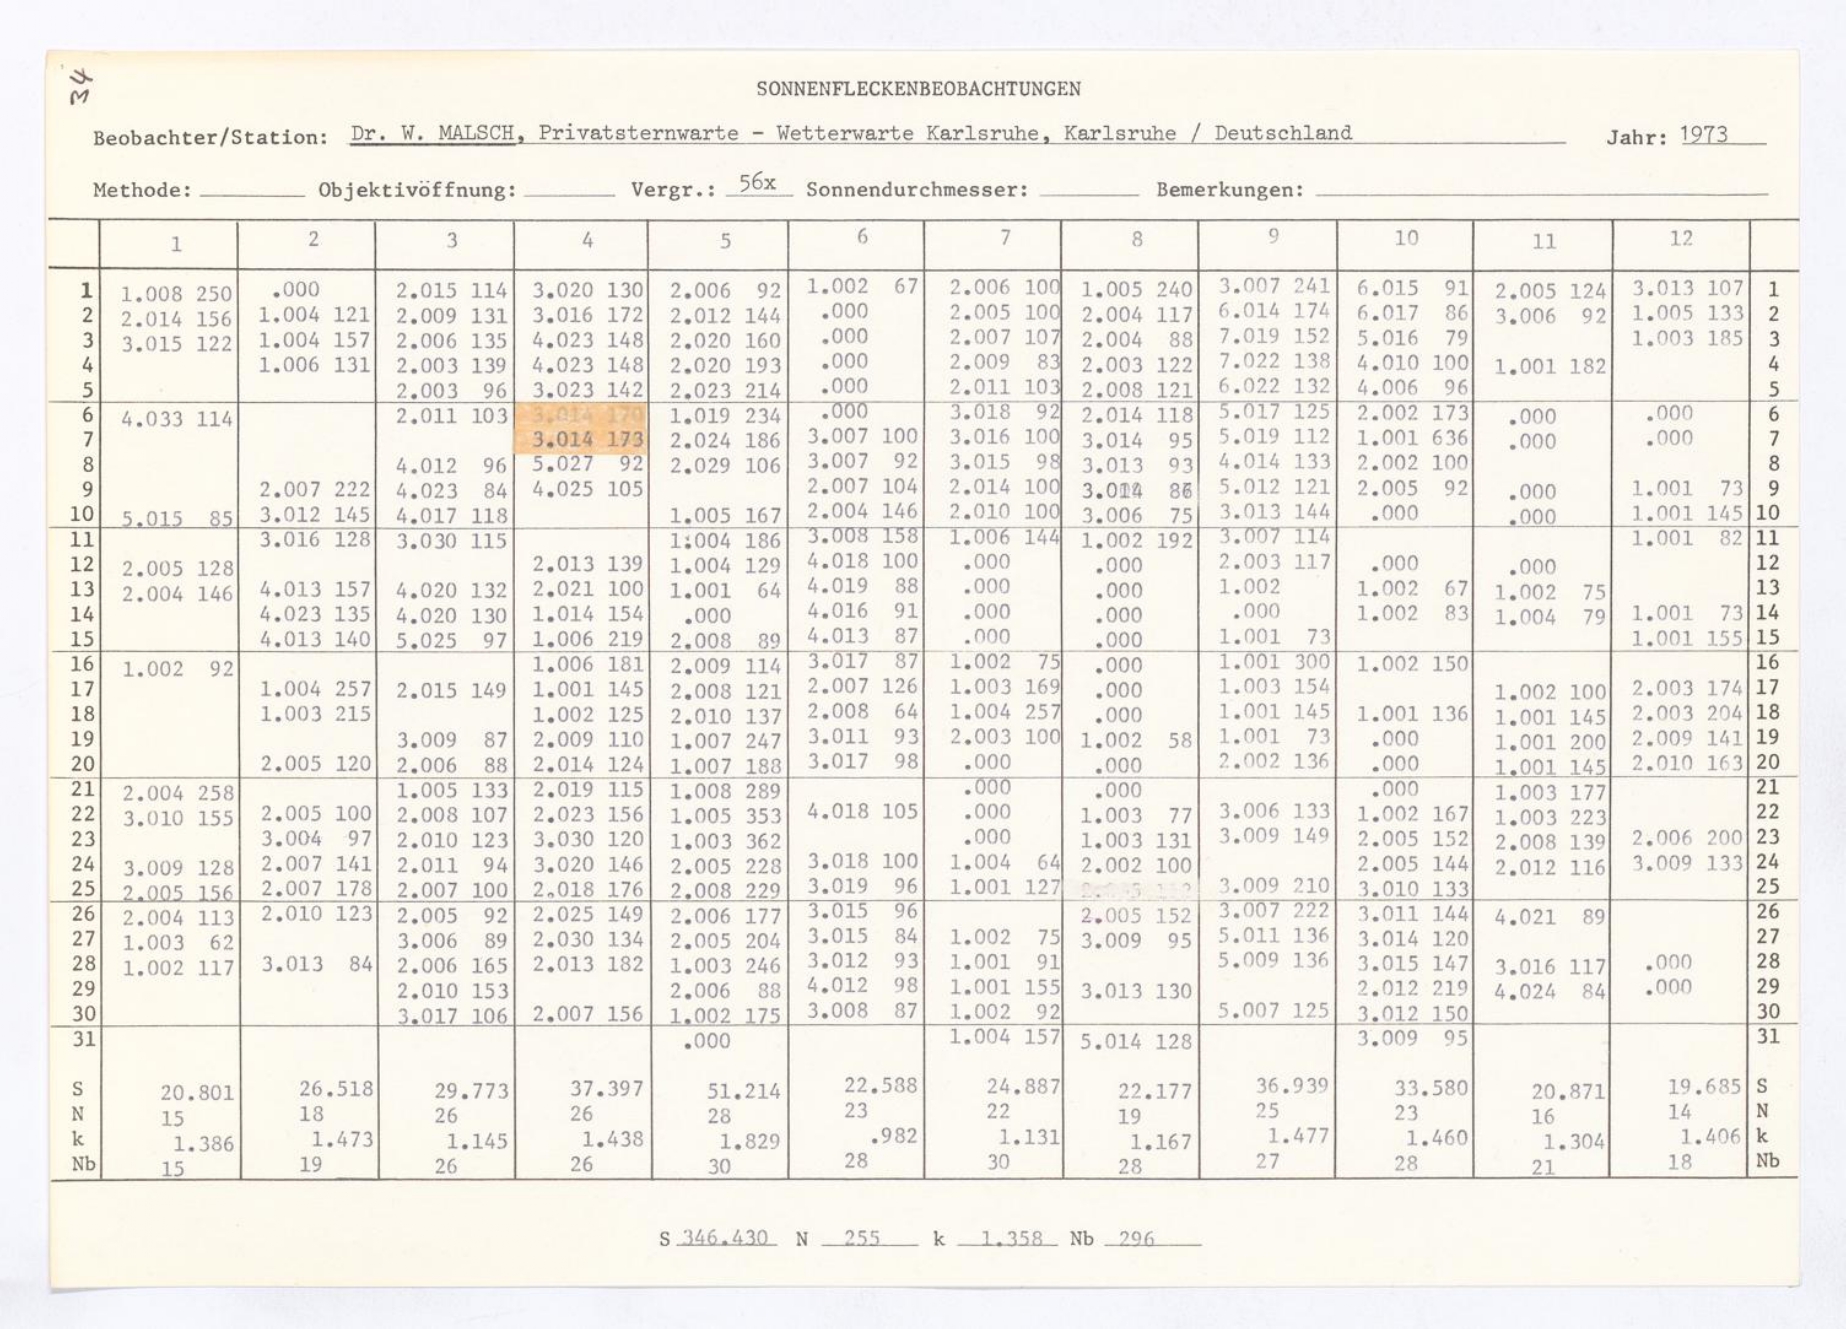 34
SONNENFLECKENBEOBACHTUNGEN
Beobachter/Station: Dr. W. MALSCH, Privatsternwarte - Wetterwarte Karlsruhe, Karlsruhe / Deutschland Jahr: 1973
Methode: Objektivöffnung: Vergr.: 56x Sonnendurchmesser: Bemerkungen:
1 2 3 4 5 6 7 8 9 10 11 12
1 1.008 250 .000 2.015 114 3.020 130 2.006 92 1.002 67 2.006 100 1.005 240 3.007 241 6.015 91 2.005 124 3.013 107 1
2 2.014 156 1.004 121 2.009 131 3.016 172 2.012 144 .000 2.005 100 2.004 117 6.014 174 6.017 86 3.006 92 1.005 133 2
3 3.015 122 1.004 157 2.006 135 4.023 148 2.020 160 .000 2.007 107 2.004 88 7.019 152 5.016 79 1.003 185 3
4 1.006 131 2.003 139 4.023 148 2.020 193 .000 2.009 83 2.003 122 7.022 138 4.010 100 1.001 182 4
5 2.003 96 3.023 142 2.023 214 .000 2.011 103 2.008 121 6.022 132 4.006 96 5
6 4.033 114 2.011 103 1.019 234 .000 3.018 92 2.014 118 5.017 125 2.002 173 .000 .000 6
7 3.014 173 2.024 186 3.007 100 3.016 100 3.014 95 5.019 112 1.001 636 .000 .000 7
8 4.012 96 5.027 92 2.029 106 3.007 92 3.015 98 3.013 93 4.014 133 2.002 100 8
9 2.007 222 4.023 84 4.025 105 2.007 104 2.014 100 3.014 86 5.012 121 2.005 92 .000 1.001 73 9
10 5.015 85 3.012 145 4.017 118 1.005 167 2.004 146 2.010 100 3.006 75 3.013 144 .000 .000 1.001 145 10
11 3.016 128 3.030 115 1.004 186 3.008 158 1.006 144 1.002 192 3.007 114 1.001 82 11
12 2.005 128 2.013 139 1.004 129 4.018 100 .000 .000 2.003 117 .000 .000 12
13 2.004 146 4.013 157 4.020 132 2.021 100 1.001 64 4.019 88 .000 .000 1.002 1.002 67 1.002 75 13
14 4.023 135 4.020 130 1.014 154 .000 4.016 91 .000 .000 .000 1.002 83 1.004 79 1.001 73 14
15 4.013 140 5.025 97 1.006 219 2.008 89 4.013 87 .000 .000 1.001 73 1.001 155 15
16 1.002 92 1.006 181 2.009 114 3.017 87 1.002 75 .000 1.001 300 1.002 150 16
17 1.004 257 2.015 149 1.001 145 2.008 121 2.007 126 1.003 169 .000 1.003 154 1.002 100 2.003 174 17
18 1.003 215 1.002 125 2.010 137 2.008 64 1.004 257 .000 1.001 145 1.001 136 1.001 145 2.003 204 18
19 3.009 87 2.009 110 1.007 247 3.011 93 2.003 100 1.002 58 1.001 73 .000 1.001 200 2.009 141 19
20 2.005 120 2.006 88 2.014 124 1.007 188 3.017 98 .000 .000 2.002 136 .000 1.001 145 2.010 163 20
21 2.004 258 1.005 133 2.019 115 1.008 289 .000 .000 .000 1.003 177 21
22 3.010 155 2.005 100 2.008 107 2.023 156 1.005 353 4.018 105 .000 1.003 77 3.006 133 1.002 167 1.003 223 22
23 3.004 97 2.010 123 3.030 120 1.003 362 .000 1.003 131 3.009 149 2.005 152 2.008 139 2.006 200 23
24 3.009 128 2.007 141 2.011 94 3.020 146 2.005 228 3.018 100 1.004 64 2.002 100 2.005 144 2.012 116 3.009 133 24
25 2.005 156 2.007 178 2.007 100 2.018 176 2.008 229 3.019 96 1.001 127 3.009 210 3.010 133 25
26 2.004 113 2.010 123 2.005 92 2.025 149 2.006 177 3.015 96 2.005 152 3.007 222 3.011 144 4.021 89 26
27 1.003 62 3.006 89 2.030 134 2.005 204 3.015 84 1.002 75 3.009 95 5.011 136 3.014 120 27
28 1.002 117 3.013 84 2.006 165 2.013 182 1.003 246 3.012 93 1.001 91 5.009 136 3.015 147 3.016 117 .000 28
29 2.010 153 2.006 88 4.012 98 1.001 155 3.013 130 2.012 219 4.024 84 .000 29
30 3.017 106 2.007 156 1.002 175 3.008 87 1.002 92 5.007 125 3.012 150 30
31 .000 1.004 157 5.014 128 3.009 95 31
S 20.801 26.518 29.773 37.397 51.214 22.588 24.887 22.177 36.939 33.580 20.871 19.685 S
N 15 18 26 26 28 23 22 19 25 23 16 14 N
k 1.386 1.473 1.145 1.438 1.829 .982 1.131 1.167 1.477 1.460 1.304 1.406 k
Nb 15 19 26 26 30 28 30 28 27 28 21 18 Nb
S 346.430 N 255 k 1.358 Nb 296